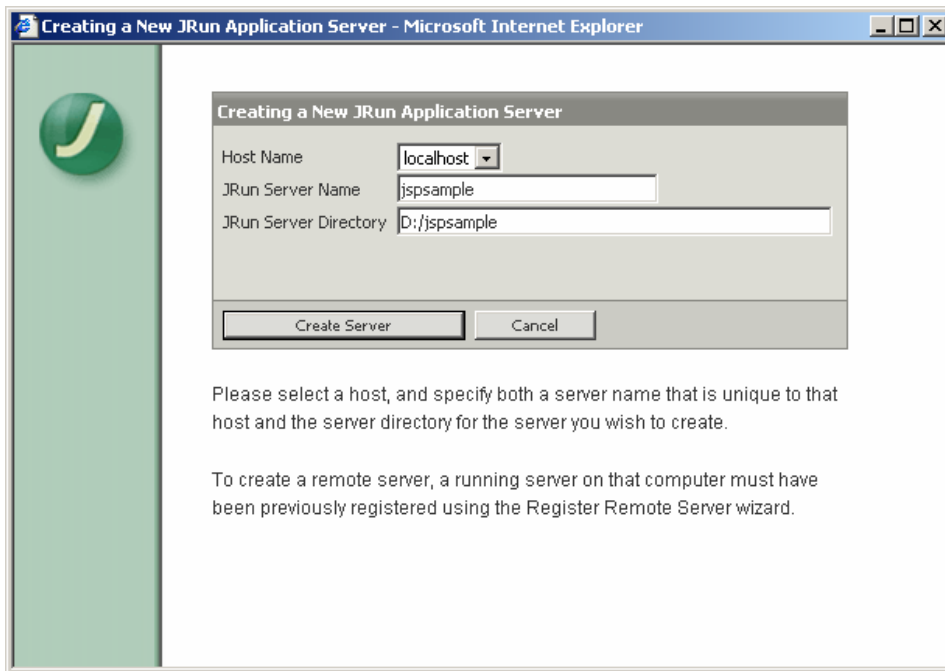 Creating a New JRun Application Server - Microsoft Internet Explorer
Creating a New JRun Application Server
Host Name localhost
JRun Server Name jspsample
JRun Server Directory D:/jspsample
Create Server Cancel
Please select a host, and specify both a server name that is unique to that
host and the server directory for the server you wish to create.
To create a remote server, a running server on that computer must have
been previously registered using the Register Remote Server wizard.